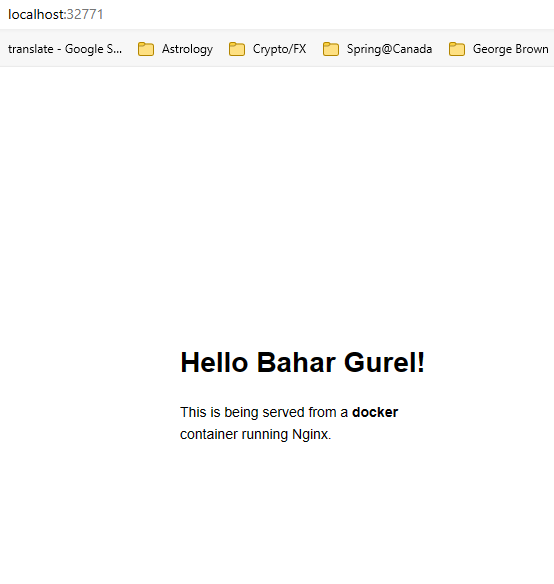 localhost:32771
translate - Google S... Astrology Crypto/FX Spring@Canada George Brown
Hello Bahar Gurel!
This is being served from a docker
container running Nginx.